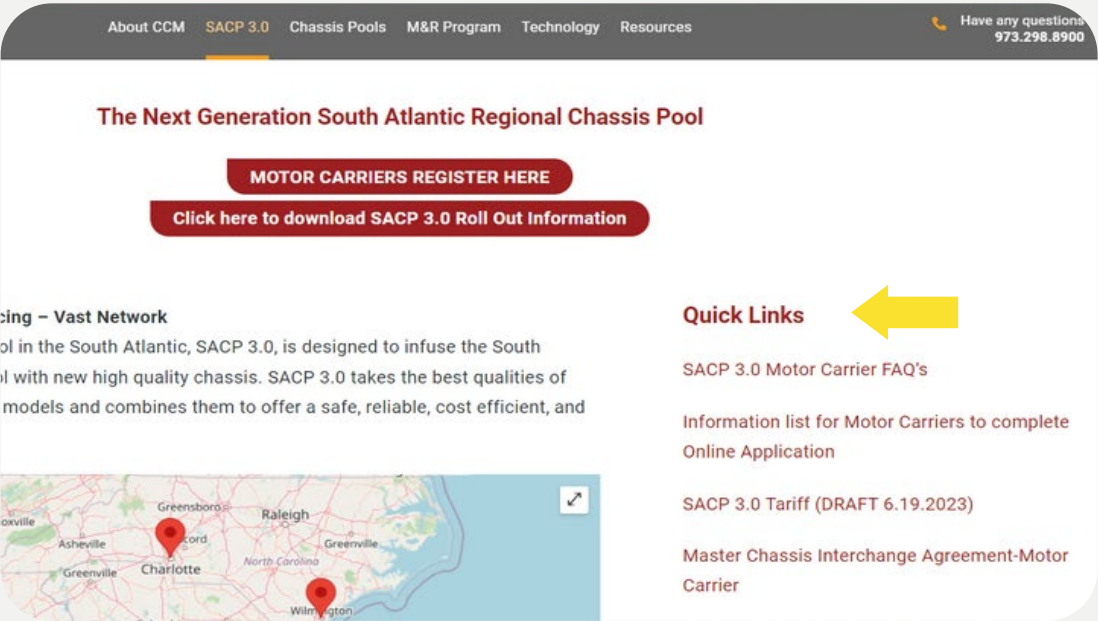 About CCM SACP 3.0 Chassis Pools M&R Program Technology Resources
Have any questions
973.298.8900
The Next Generation South Atlantic Regional Chassis Pool
MOTOR CARRIERS REGISTER HERE
Click here to download SACP 3.0 Roll Out Information
cing – Vast Network
ol in the South Atlantic, SACP 3.0, is designed to infuse the South
l with new high quality chassis. SACP 3.0 takes the best qualities of
models and combines them to offer a safe, reliable, cost efficient, and
Quick Links
SACP 3.0 Motor Carrier FAQ's
Information list for Motor Carriers to complete
Online Application
SACP 3.0 Tariff (DRAFT 6.19.2023)
Master Chassis Interchange Agreement-Motor
Carrier
Greensboro
Raleigh
oxville
Asheville
cord
Greenville
Greenville
Charlotte
North Carolina
Wilmington